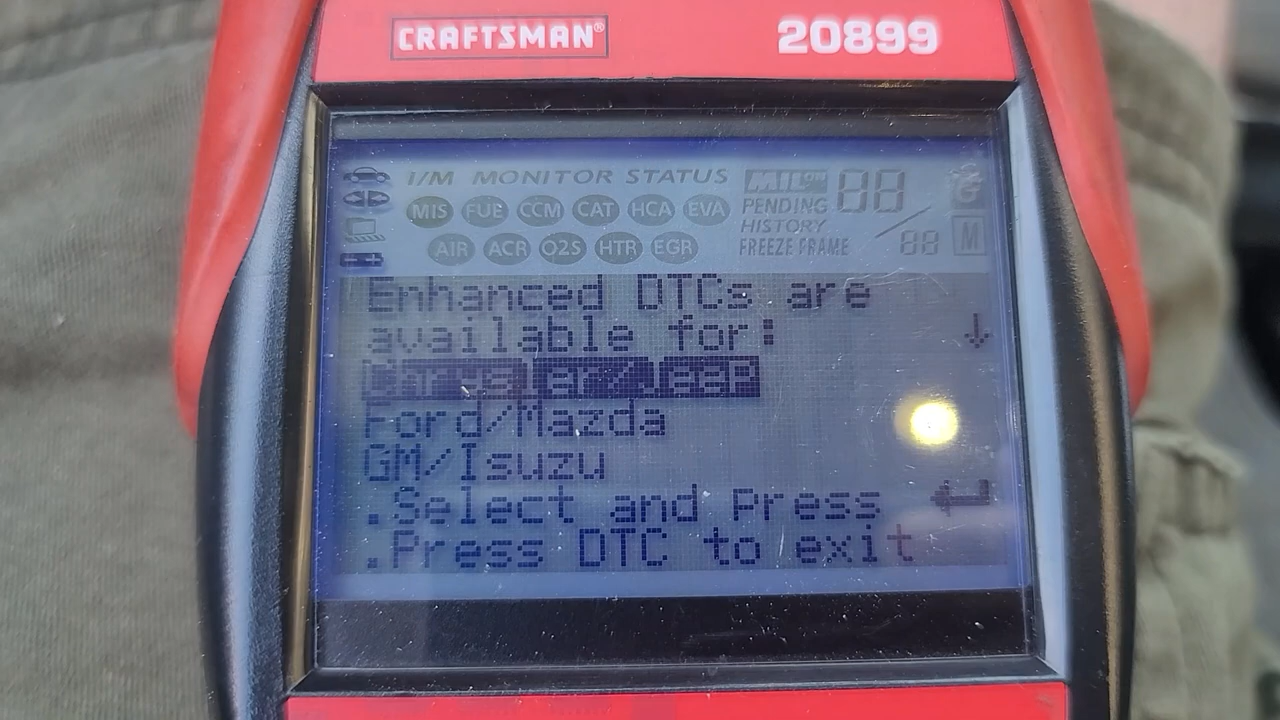 CRAFTSMAN®
20899
I/M MONITOR STATUS
MIL
MIS FUE CCM CAT HCA EVA
PENDING
HISTORY
AIR ACR O2S HTR EGR
FREEZE FRAME
M
Enhanced DTCs are
available for: ↓
Chrysler/Jeep
Ford/Mazda
GM/Isuzu
.Select and Press ↵
.Press DTC to exit